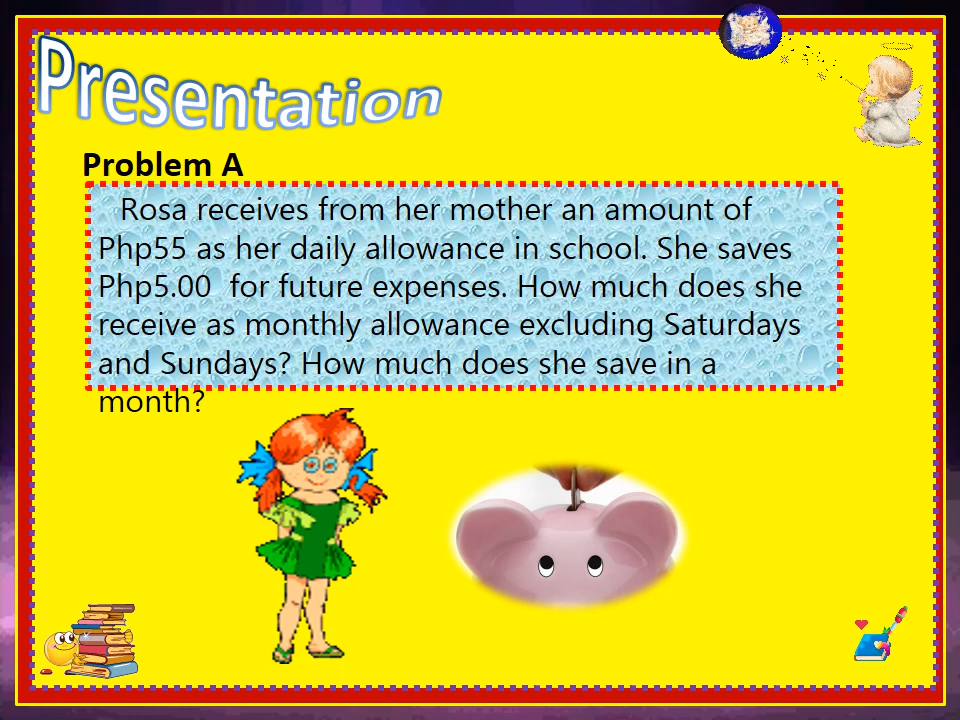 Presentation
Problem A
Rosa receives from her mother an amount of
Php55 as her daily allowance in school. She saves
Php5.00  for future expenses. How much does she
receive as monthly allowance excluding Saturdays
and Sundays? How much does she save in a
month?